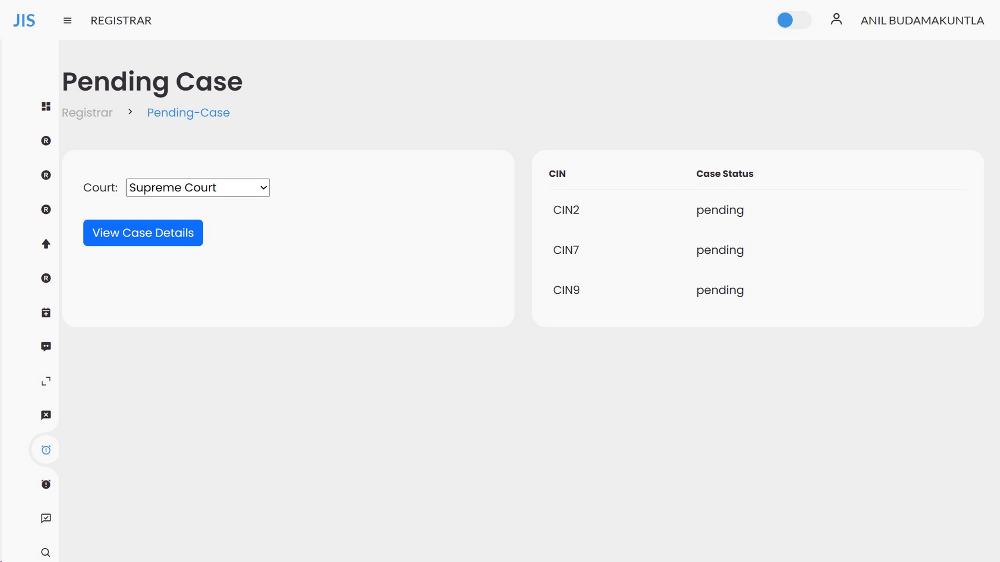 JIS
REGISTRAR
ANIL BUDAMAKUNTLA
Pending Case
Registrar > Pending-Case
Court: Supreme Court
View Case Details
CIN Case Status
CIN2 pending
CIN7 pending
CIN9 pending